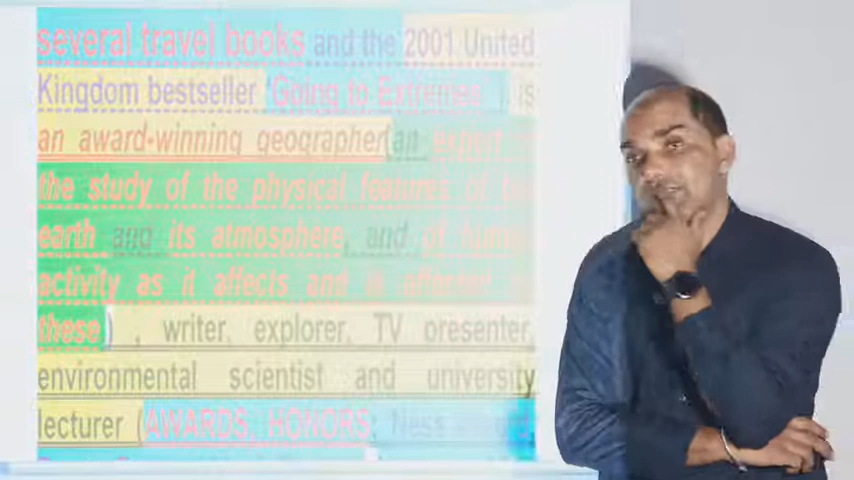 several travel books and the 2001 United
Kingdom bestseller 'Going to Extremes', is
an award-winning geographer(an expert in
the study of the physical features of the
earth and its atmosphere, and of human
activity as it affects and is affected by
these) , writer, explorer, TV presenter,
environmental scientist and university
lecturer (AWARDS, HONORS, Ness